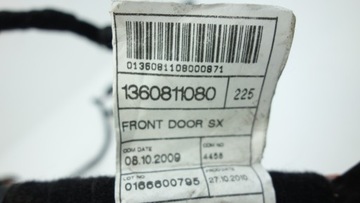 0136081108000871
1360811080 225
FRONT DOOR SX
COM DATE COM NO
08.10.2009 4456
LOT NO
0166600795 27.10.2010